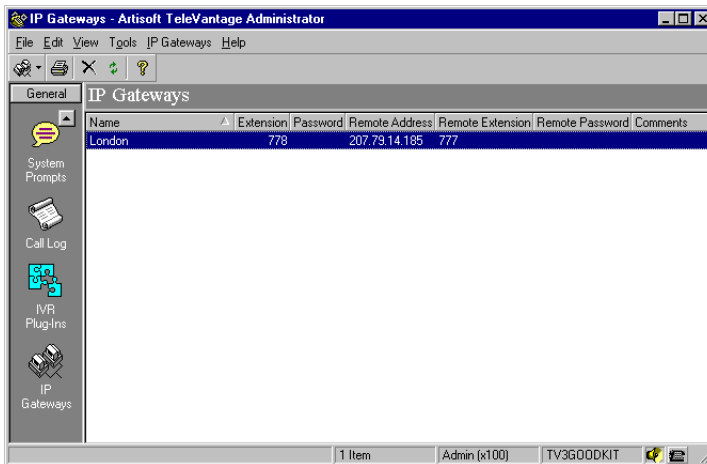 IP Gateways - Artisoft TeleVantage Administrator
File Edit View Tools IP Gateways Help
General
IP Gateways
Name Extension Password Remote Address Remote Extension Remote Password Comments
London 778 207.79.14.185 777
System
Prompts
Call Log
IVR
Plug-Ins
IP
Gateways
1 Item Admin (x100) TV3GOODKIT